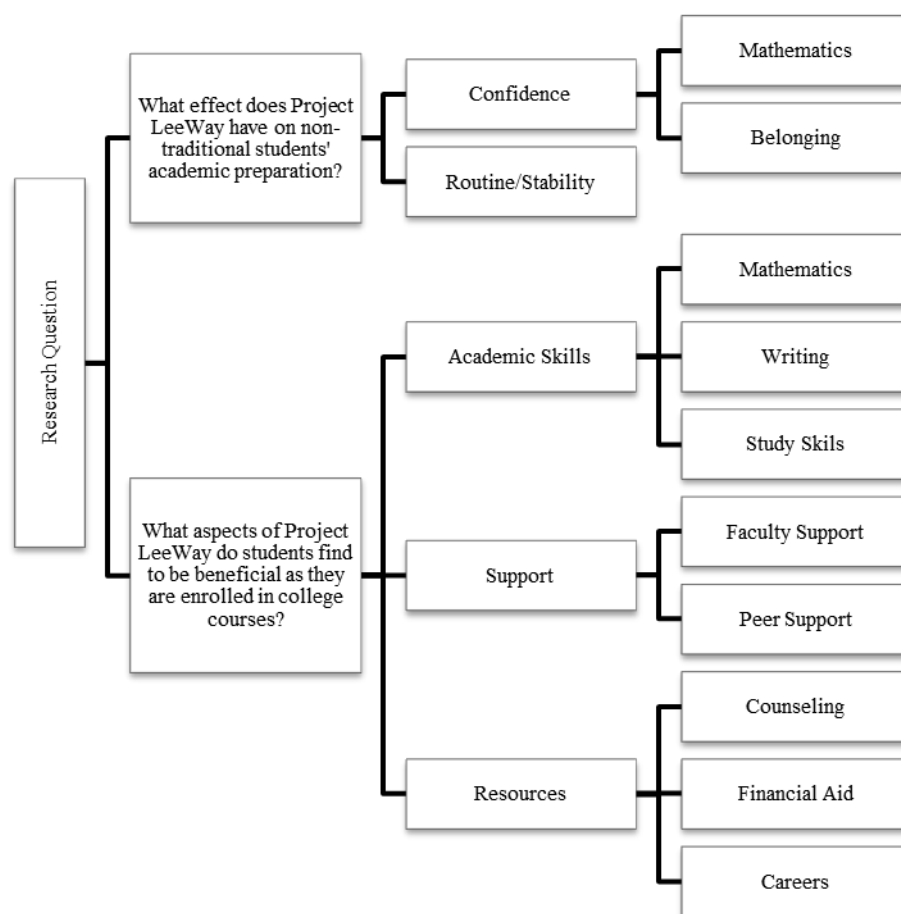 Research Question
What effect does Project
LeeWay have on non-
traditional students'
academic preparation?
Confidence
Mathematics
Belonging
Routine/Stability
What aspects of Project
LeeWay do students find
to be beneficial as they
are enrolled in college
courses?
Academic Skills
Mathematics
Writing
Study Skils
Support
Faculty Support
Peer Support
Resources
Counseling
Financial Aid
Careers